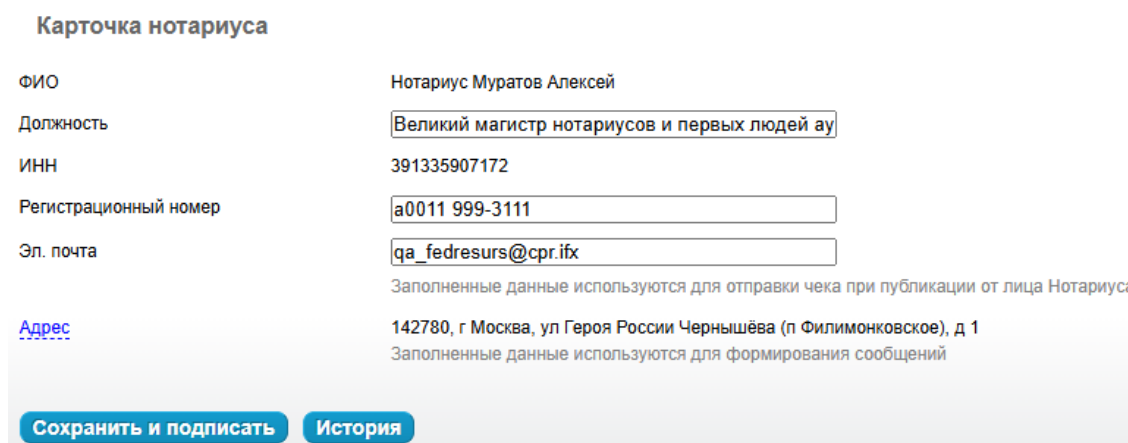 Карточка нотариуса
ФИО Нотариус Муратов Алексей
Должность Великий магистр нотариусов и первых людей ау
ИНН 391335907172
Регистрационный номер а0011 999-3111
Эл. почта qa_fedresurs@cpr.ifx
Заполненные данные используются для отправки чека при публикации от лица Нотариуса
Адрес 142780, г Москва, ул Героя России Чернышёва (п Филимонковское), д 1
Заполненные данные используются для формирования сообщений
Сохранить и подписать История